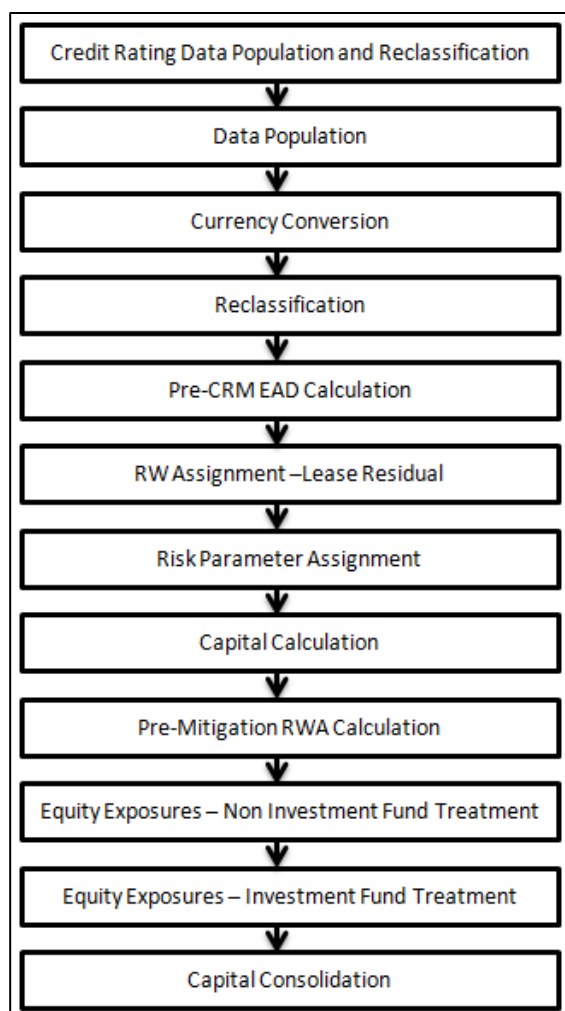 Credit Rating Data Population and Reclassification
Data Population
Currency Conversion
Reclassification
Pre-CRM EAD Calculation
RW Assignment –Lease Residual
Risk Parameter Assignment
Capital Calculation
Pre-Mitigation RWA Calculation
Equity Exposures – Non Investment Fund Treatment
Equity Exposures – Investment Fund Treatment
Capital Consolidation